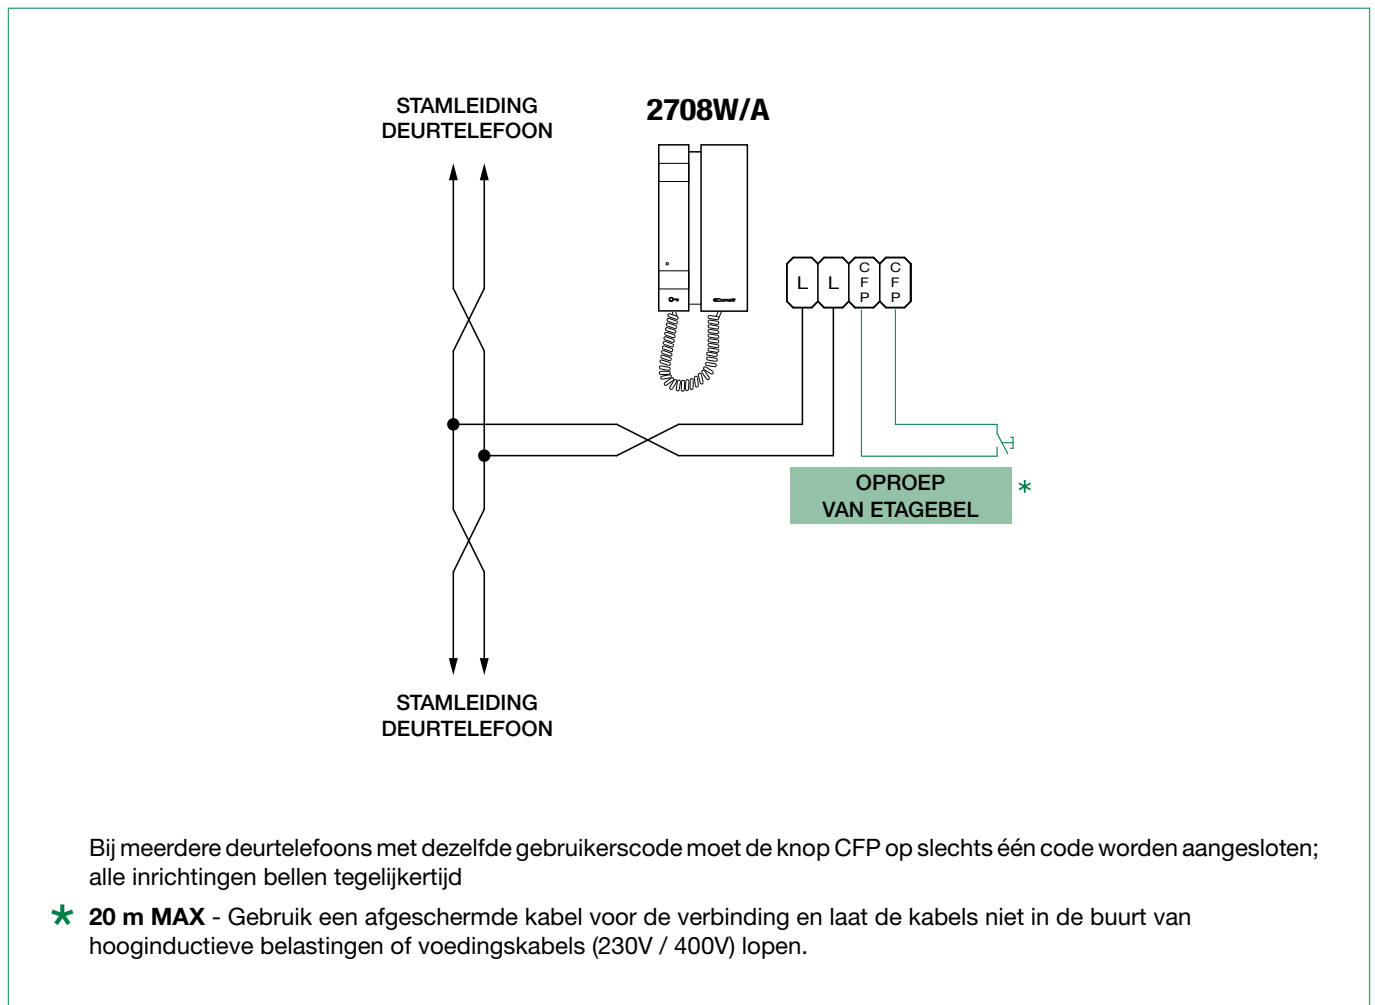 STAMLEIDING
DEURTELEFOON
2708W/A
L
L
CFP
CFP
OPROEP
VAN ETAGEBEL
*
STAMLEIDING
DEURTELEFOON
Bij meerdere deurtelefoons met dezelfde gebruikerscode moet de knop CFP op slechts één code worden aangesloten;
alle inrichtingen bellen tegelijkertijd
* 20 m MAX - Gebruik een afgeschermde kabel voor de verbinding en laat de kabels niet in de buurt van
hooginductieve belastingen of voedingskabels (230V / 400V) lopen.